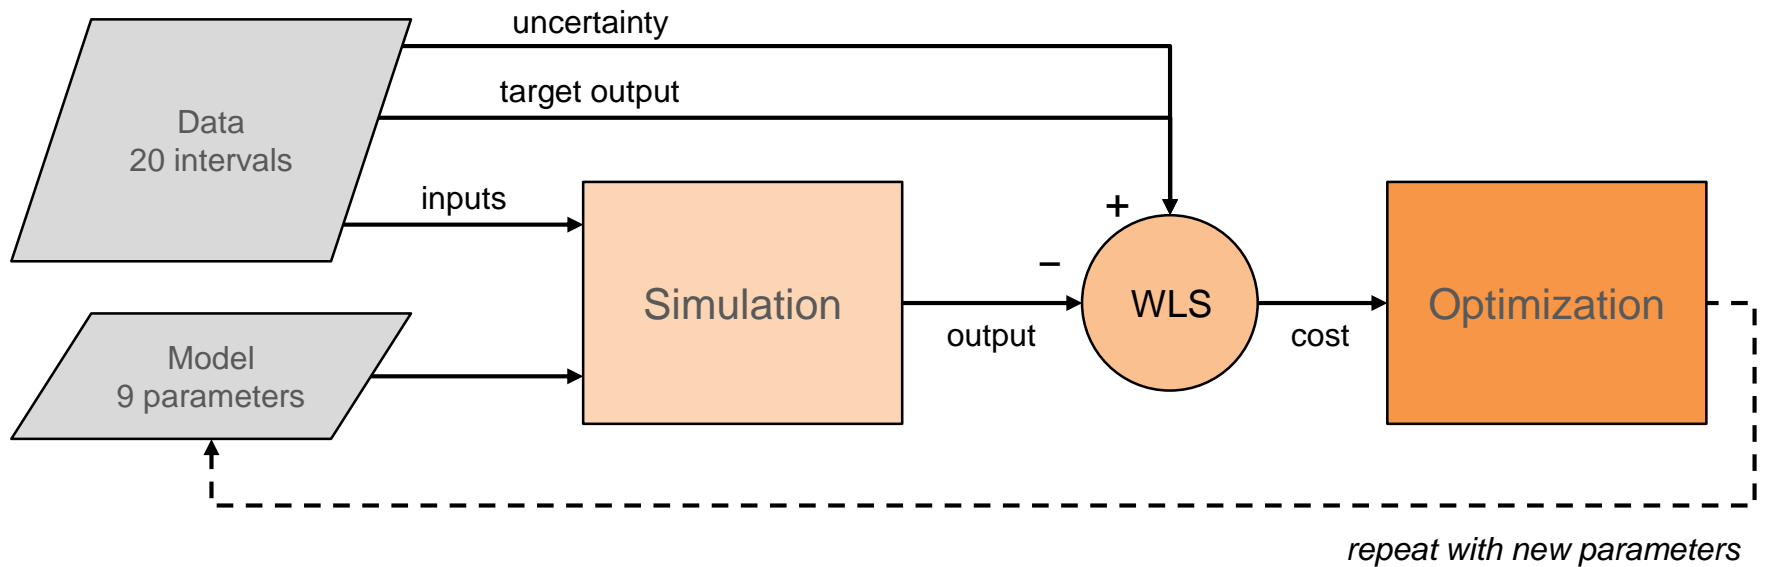 uncertainty
target output
Data
20 intervals
inputs
+
−
Simulation
WLS
Optimization
output
cost
Model
9 parameters
repeat with new parameters